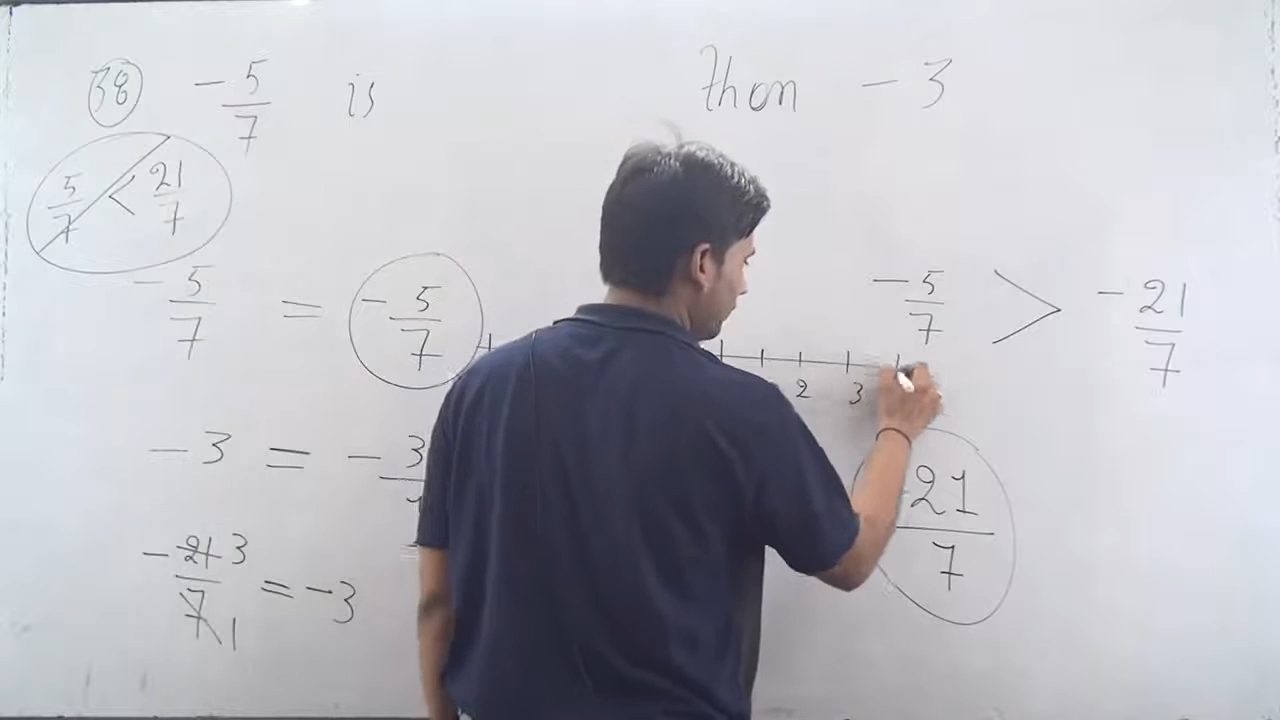 38 -5/7 is than -3
5/7 < 21/7
-5/7 = -5/7
-5/7 > -21/7
2 3
-3 = -3
21/7
-21/7 3/1 = -3